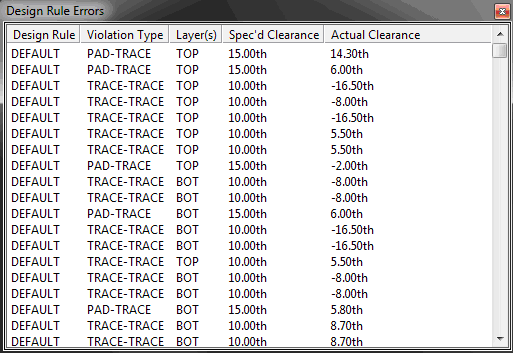 Design Rule Errors
Design Rule Violation Type Layer(s) Spec'd Clearance Actual Clearance
DEFAULT PAD-TRACE TOP 15.00th 14.30th
DEFAULT PAD-TRACE TOP 15.00th 6.00th
DEFAULT TRACE-TRACE TOP 10.00th -16.50th
DEFAULT TRACE-TRACE TOP 10.00th -8.00th
DEFAULT TRACE-TRACE TOP 10.00th -16.50th
DEFAULT TRACE-TRACE TOP 10.00th 5.50th
DEFAULT TRACE-TRACE TOP 10.00th 5.50th
DEFAULT PAD-TRACE TOP 15.00th -2.00th
DEFAULT TRACE-TRACE BOT 10.00th -8.00th
DEFAULT TRACE-TRACE BOT 10.00th -8.00th
DEFAULT PAD-TRACE BOT 15.00th 6.00th
DEFAULT TRACE-TRACE BOT 10.00th -16.50th
DEFAULT TRACE-TRACE BOT 10.00th -16.50th
DEFAULT TRACE-TRACE TOP 10.00th 5.50th
DEFAULT TRACE-TRACE BOT 10.00th -8.00th
DEFAULT TRACE-TRACE BOT 10.00th -8.00th
DEFAULT PAD-TRACE BOT 15.00th 5.80th
DEFAULT TRACE-TRACE BOT 10.00th 8.70th
DEFAULT TRACE-TRACE BOT 10.00th 8.70th